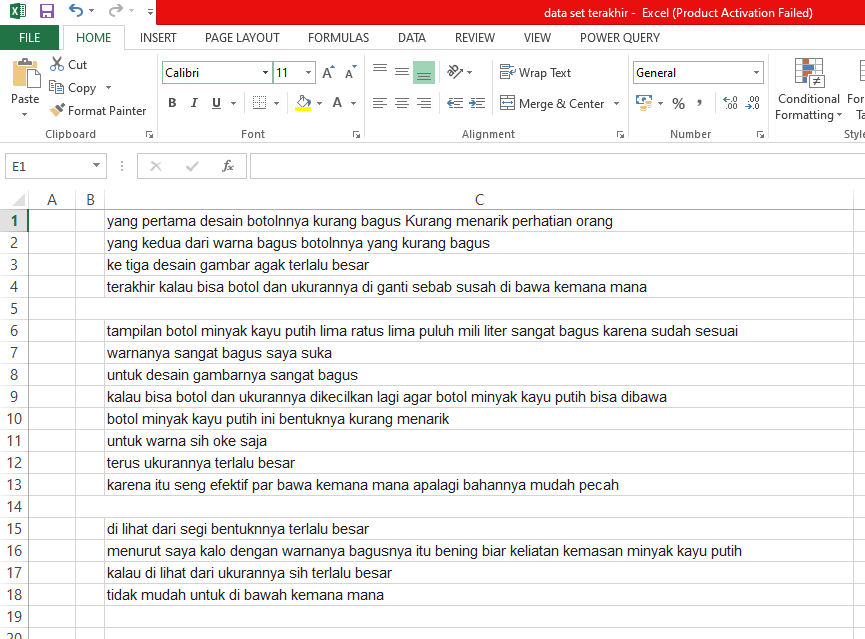 data set terakhir - Excel (Product Activation Failed)
FILE HOME INSERT PAGE LAYOUT FORMULAS DATA REVIEW VIEW POWER QUERY
Cut
Copy
Format Painter
Paste
Clipboard
Calibri 11
B I U
Font
Wrap Text
Merge & Center
Alignment
General
% ,
Number
Conditional
Formatting
E1
fx
A B C
1 yang pertama desain botolnnya kurang bagus Kurang menarik perhatian orang
2 yang kedua dari warna bagus botolnnya yang kurang bagus
3 ke tiga desain gambar agak terlalu besar
4 terakhir kalau bisa botol dan ukurannya di ganti sebab susah di bawa kemana mana
5
6 tampilan botol minyak kayu putih lima ratus lima puluh mili liter sangat bagus karena sudah sesuai
7 warnanya sangat bagus saya suka
8 untuk desain gambarnya sangat bagus
9 kalau bisa botol dan ukurannya dikecilkan lagi agar botol minyak kayu putih bisa dibawa
10 botol minyak kayu putih ini bentuknya kurang menarik
11 untuk warna sih oke saja
12 terus ukurannya terlalu besar
13 karena itu seng efektif par bawa kemana mana apalagi bahannya mudah pecah
14
15 di lihat dari segi bentuknnya terlalu besar
16 menurut saya kalo dengan warnanya bagusnya itu bening biar keliatan kemasan minyak kayu putih
17 kalau di lihat dari ukurannya sih terlalu besar
18 tidak mudah untuk di bawah kemana mana
19